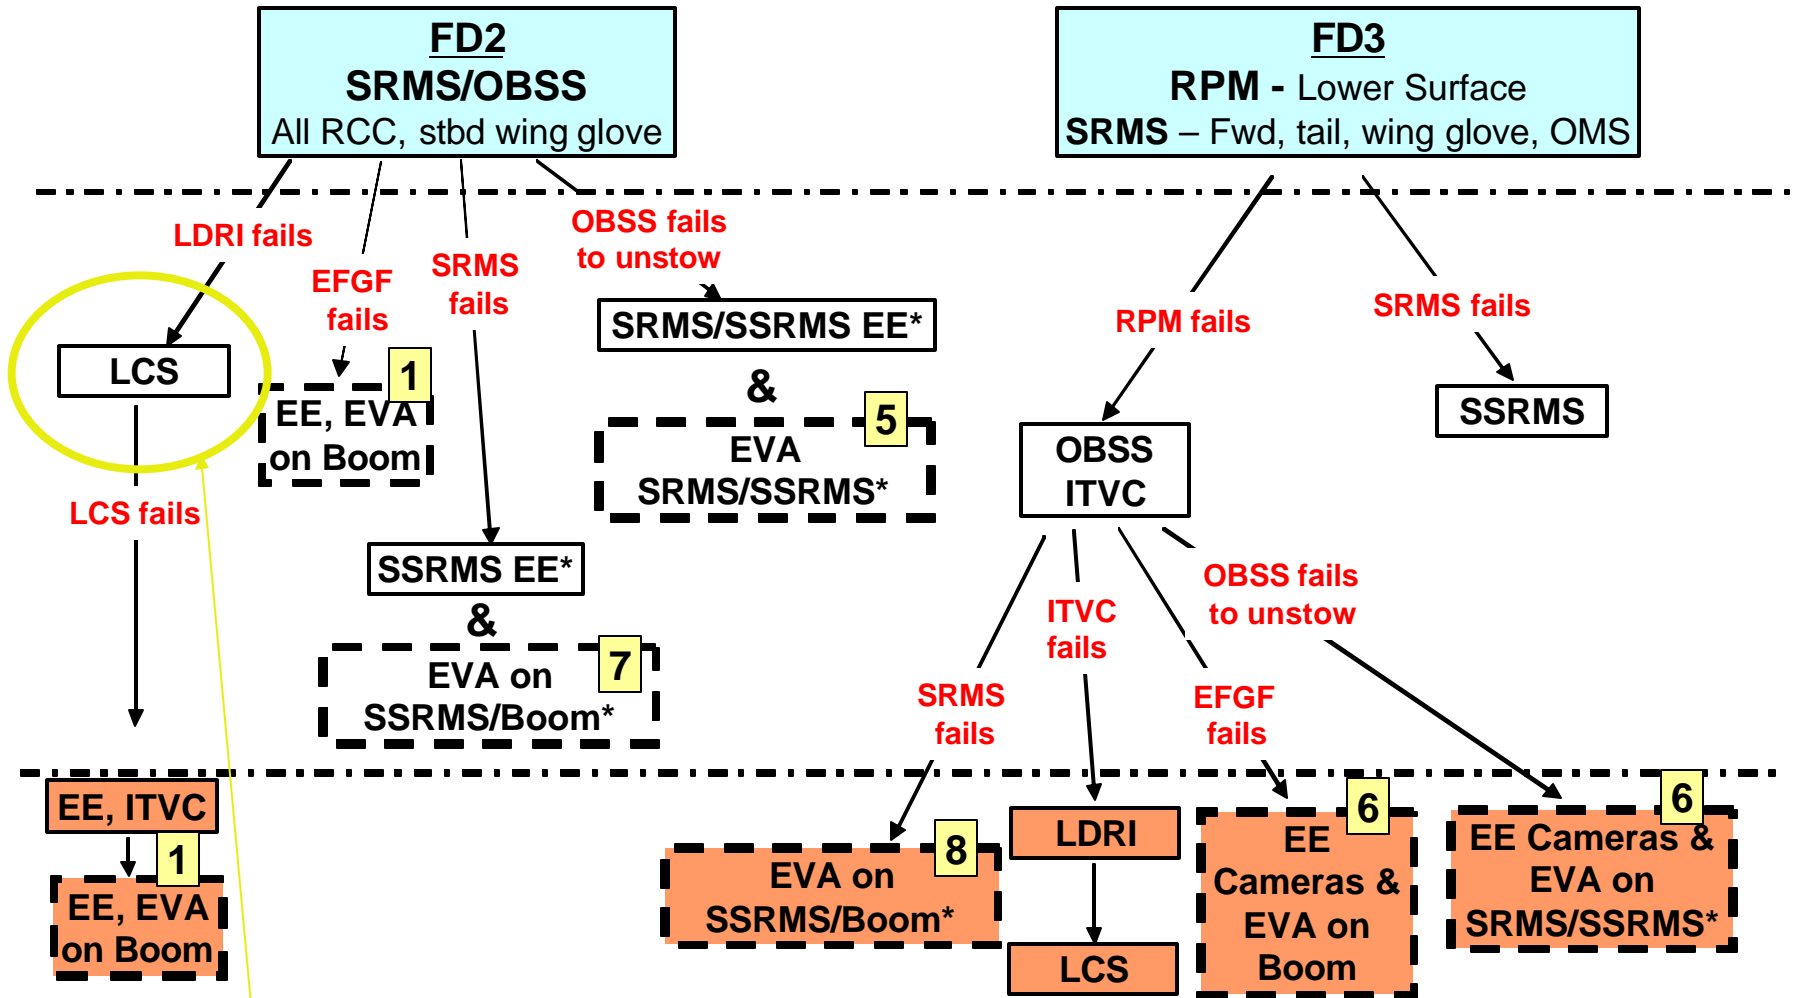 FD2
SRMS/OBSS
All RCC, stbd wing glove
FD3
RPM - Lower Surface
SRMS – Fwd, tail, wing glove, OMS
LDRI fails
EFGF
fails
SRMS
fails
OBSS fails
to unstow
RPM fails
SRMS fails
LCS
1
EE, EVA
on Boom
SRMS/SSRMS EE*
&
5
EVA
SRMS/SSRMS*
SSRMS
OBSS
ITVC
LCS fails
SSRMS EE*
&
7
EVA on
SSRMS/Boom*
SRMS
fails
ITVC
fails
EFGF
fails
OBSS fails
to unstow
EE, ITVC
1
EE, EVA
on Boom
8
EVA on
SSRMS/Boom*
LDRI
LCS
6
EE
Cameras &
EVA on
Boom
6
EE Cameras &
EVA on
SRMS/SSRMS*